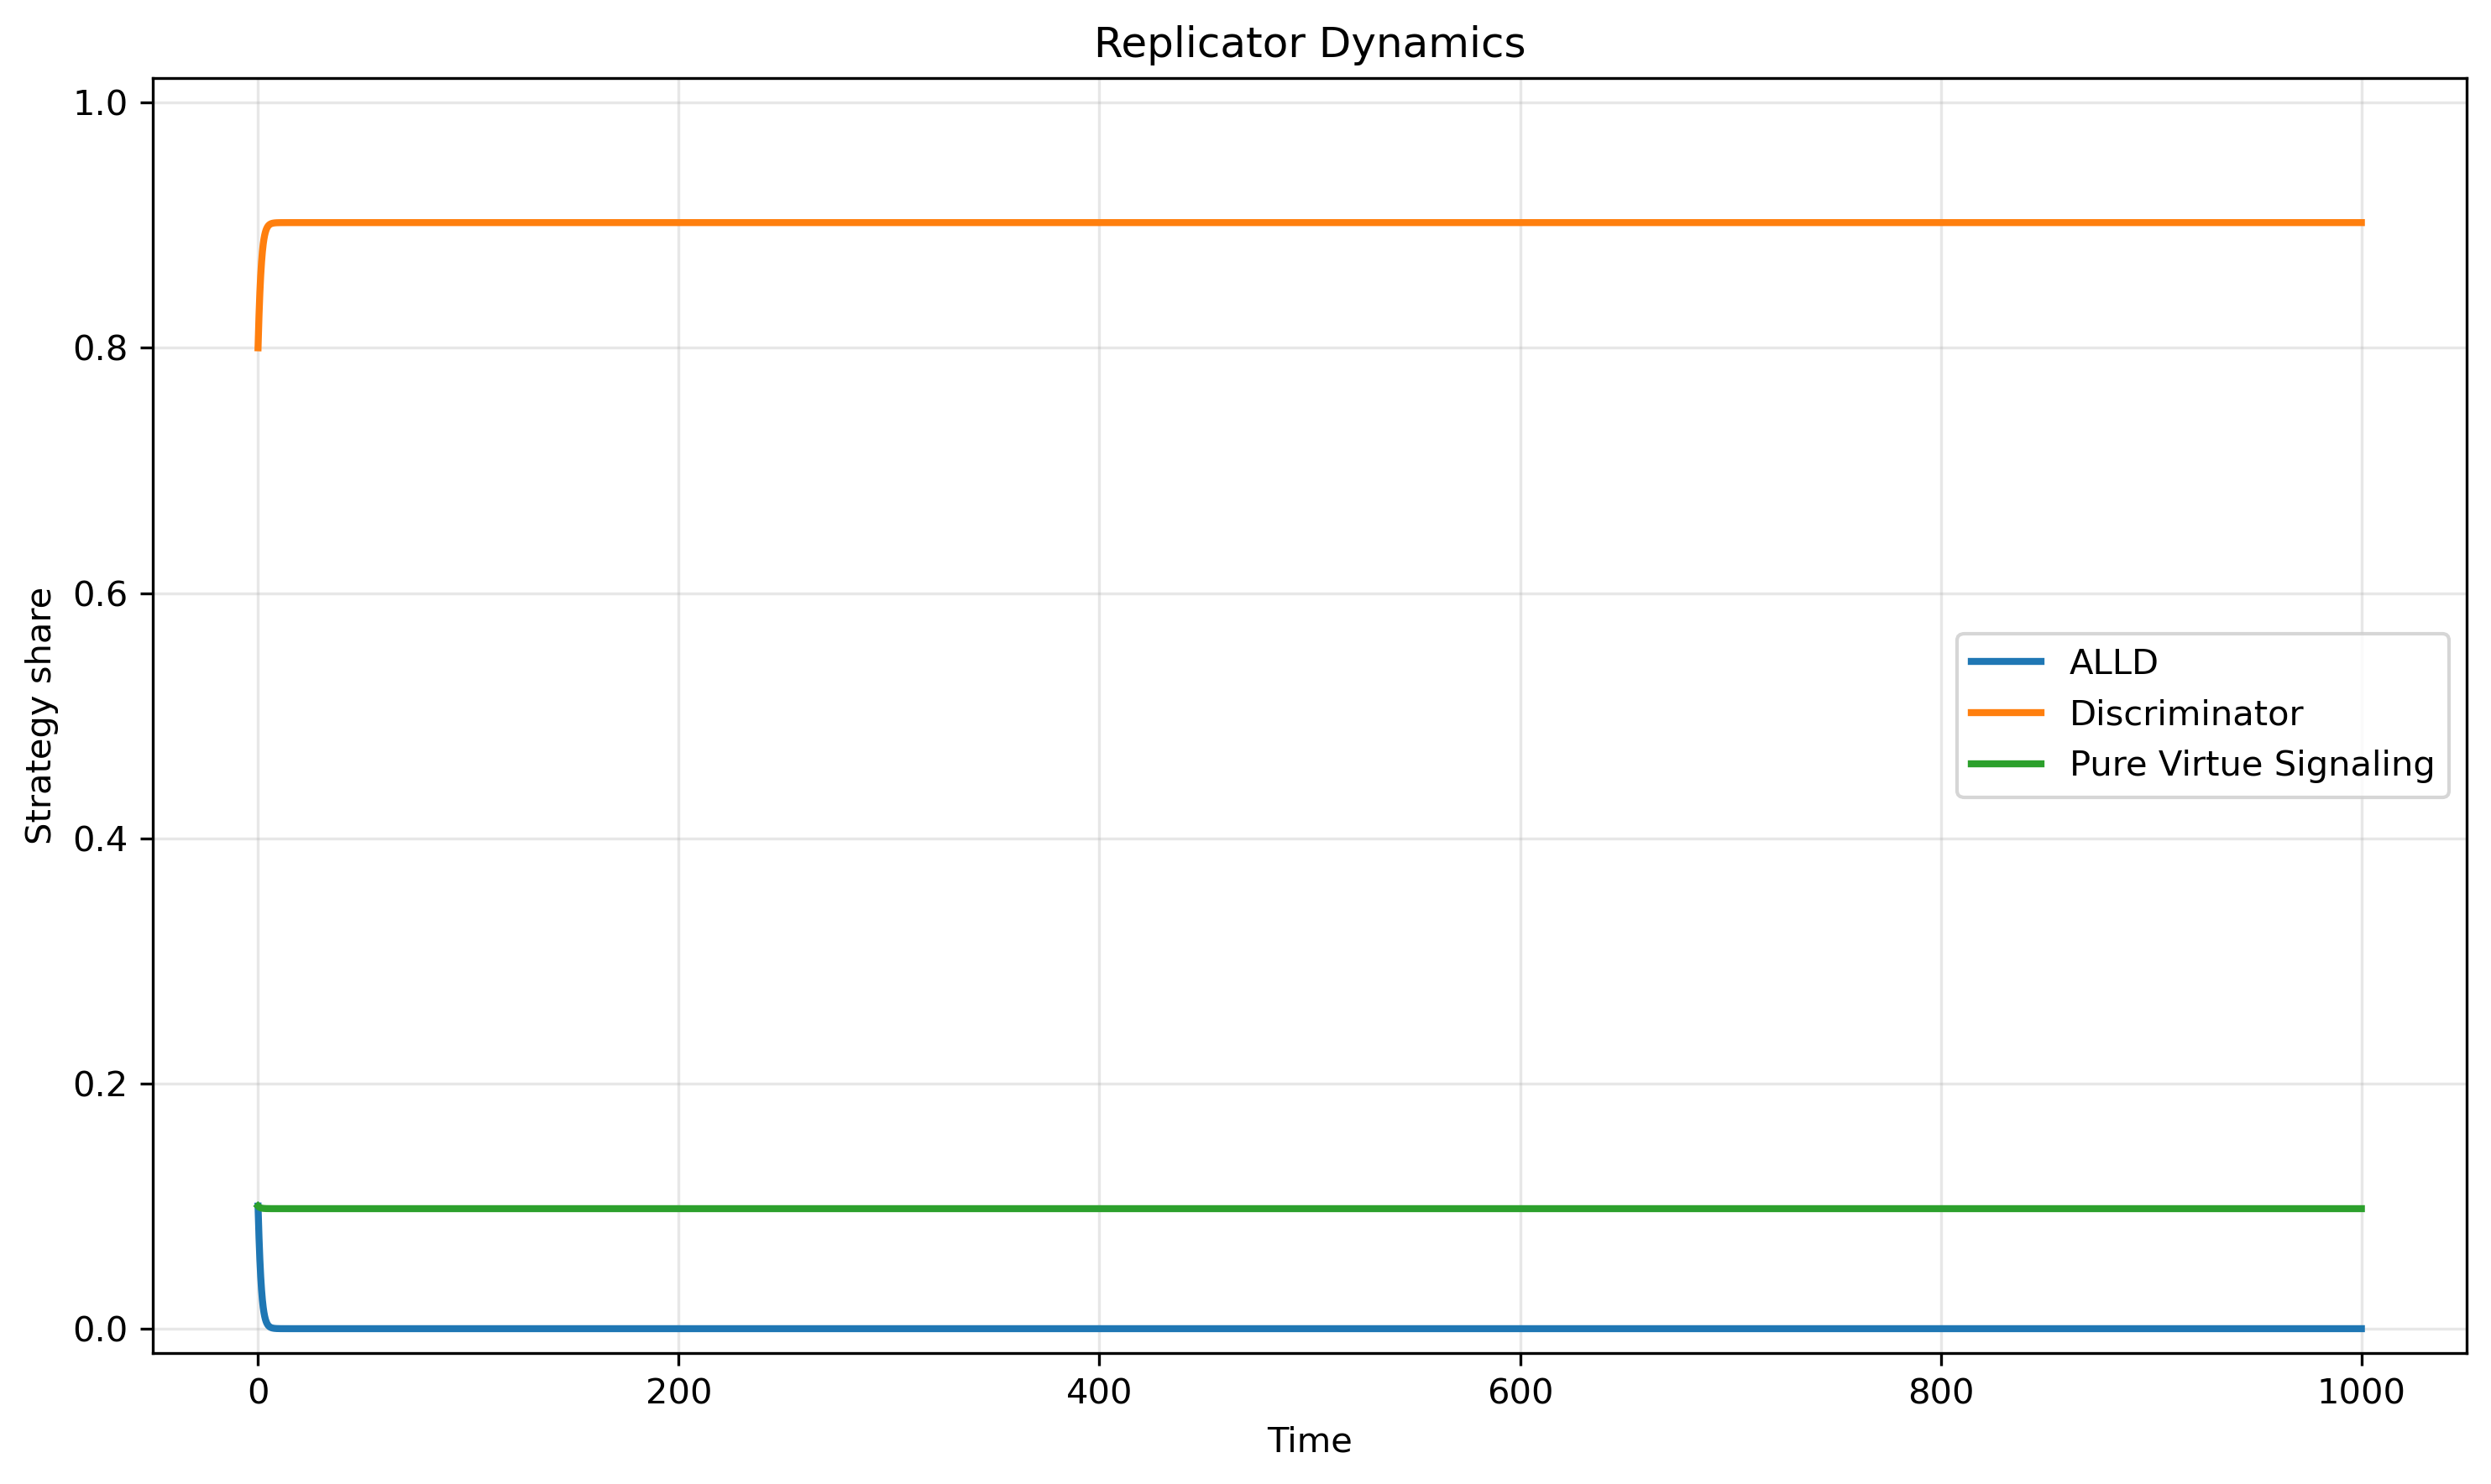 Replicator Dynamics
1.0
0.8
0.6
0.4
0.2
0.0
Strategy share
ALLD
Discriminator
Pure Virtue Signaling
0 200 400 600 800 1000
Time